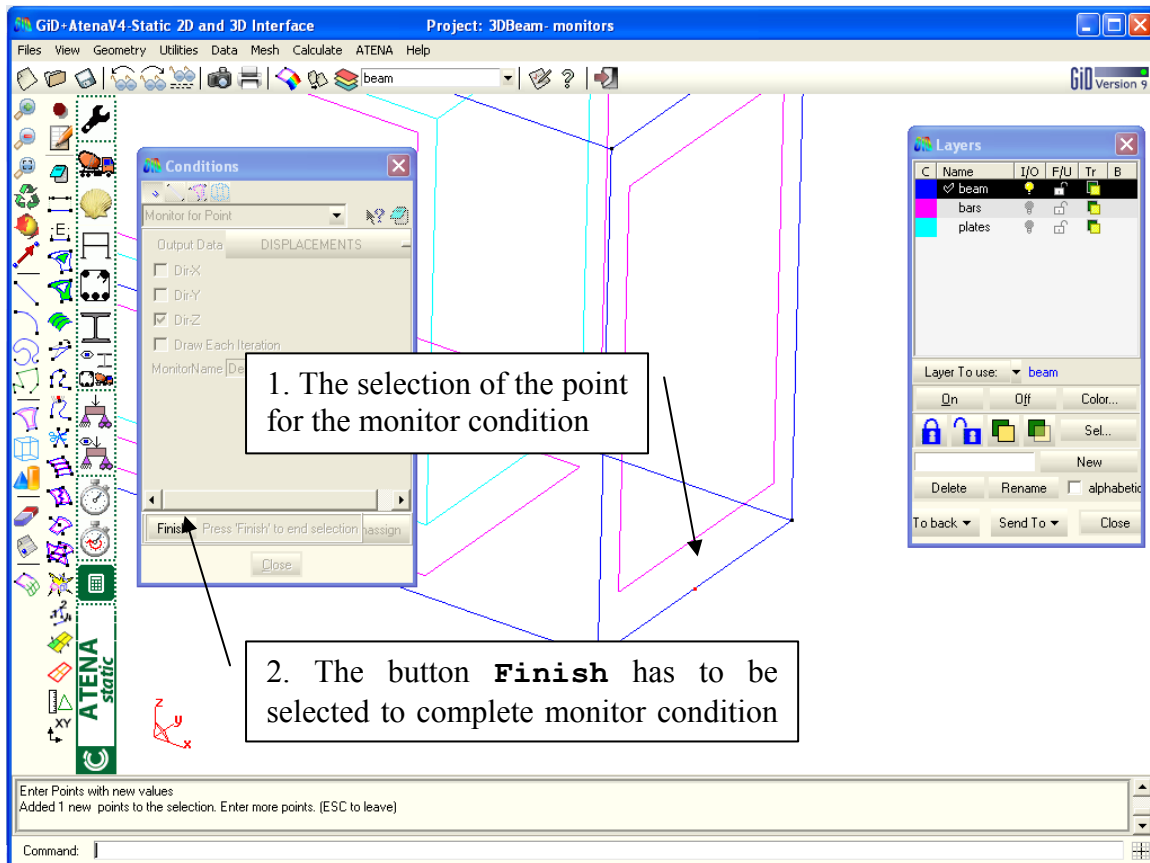 GiD+AtenaV4-Static 2D and 3D Interface Project: 3DBeam- monitors
Files View Geometry Utilities Data Mesh Calculate ATENA Help
beam
GiD Version 9
Conditions
Monitor for Point
Output Data DISPLACEMENTS
Dir-X
Dir-Y
Dir-Z
Draw Each Iteration
MonitorName
Press 'Finish' to end selection
Close
1. The selection of the point
for the monitor condition
2. The button Finish has to be
selected to complete monitor condition
Layers
C Name I/O F/U Tr B
beam
bars
plates
Layer To use: beam
On Off Color...
Sel...
New
Delete Rename
To back Send To Close
E
2
XY
ATENA
static
z
y
x
Enter Points with new values
Added 1 new points to the selection. Enter more points. (ESC to leave)
Command: